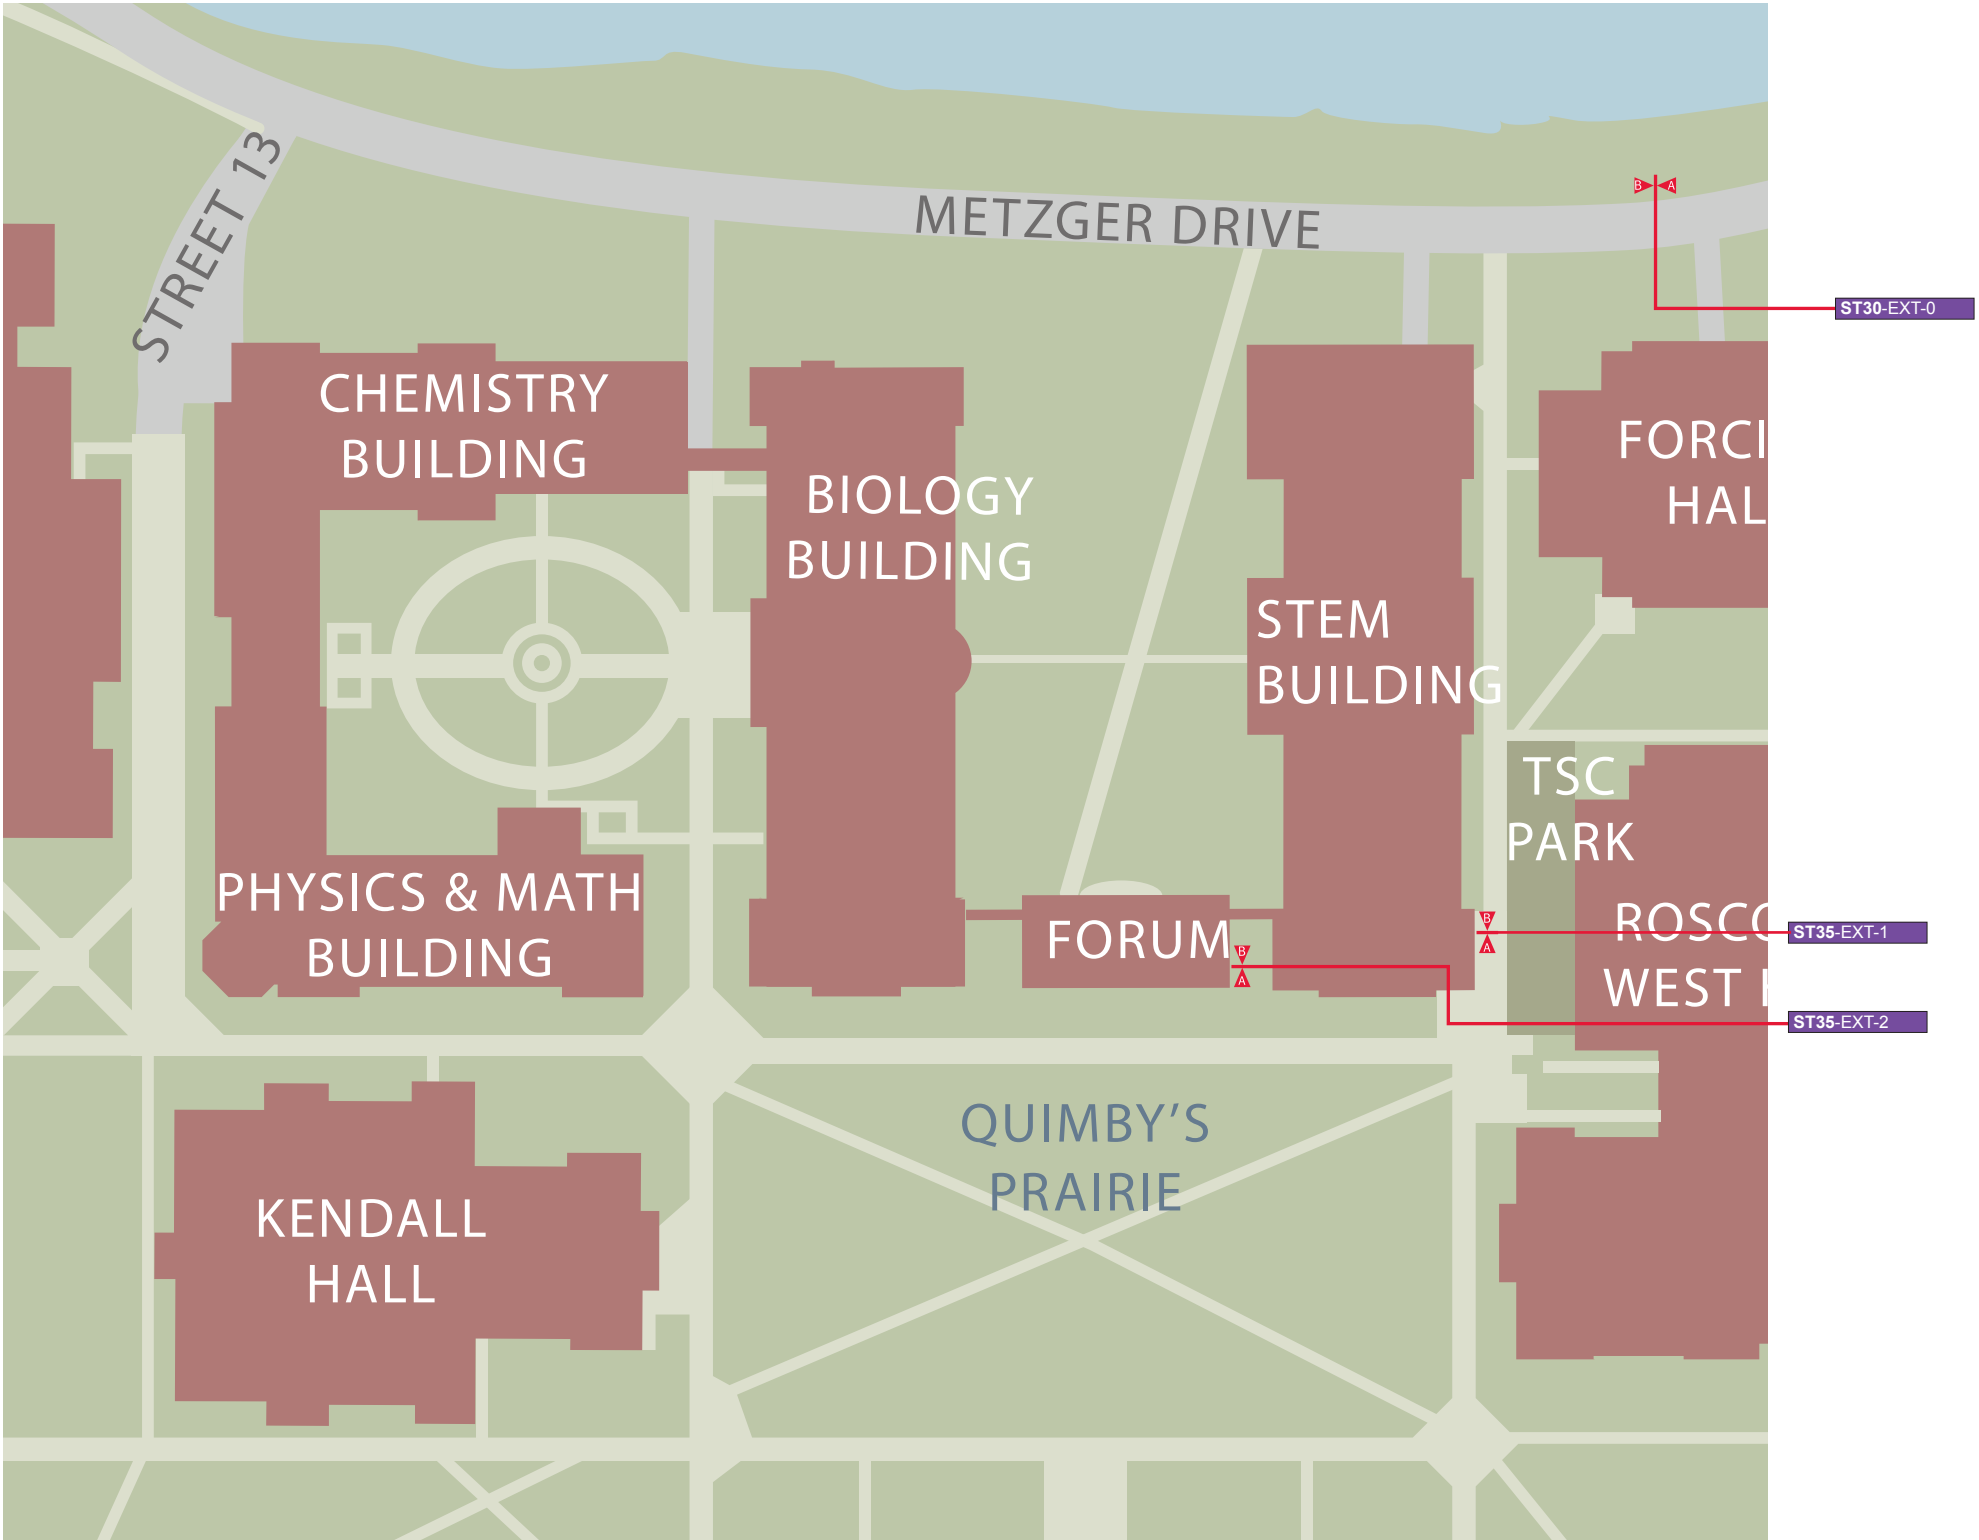 STREET 13
METZGER DRIVE
B A
ST30-EXT-0
CHEMISTRY
BUILDING
BIOLOGY
BUILDING
FORCI
HAL
STEM
BUILDING
TSC
PARK
PHYSICS & MATH
BUILDING
FORUM
B
A
ROSCO
WEST
B
A
ST35-EXT-1
ST35-EXT-2
QUIMBY’S
PRAIRIE
KENDALL
HALL